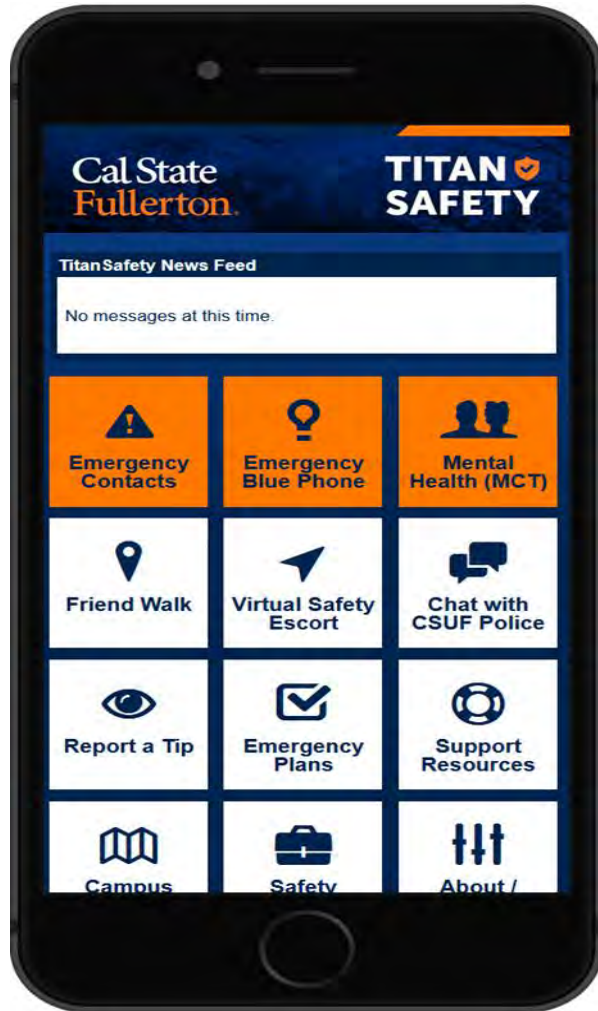 Cal State
Fullerton.
TITAN
SAFETY
TitanSafety News Feed
No messages at this time.
Emergency
Contacts
Emergency
Blue Phone
Mental
Health (MCT)
Friend Walk
Virtual Safety
Escort
Chat with
CSUF Police
Report a Tip
Emergency
Plans
Support
Resources
Campus
Safety
About /